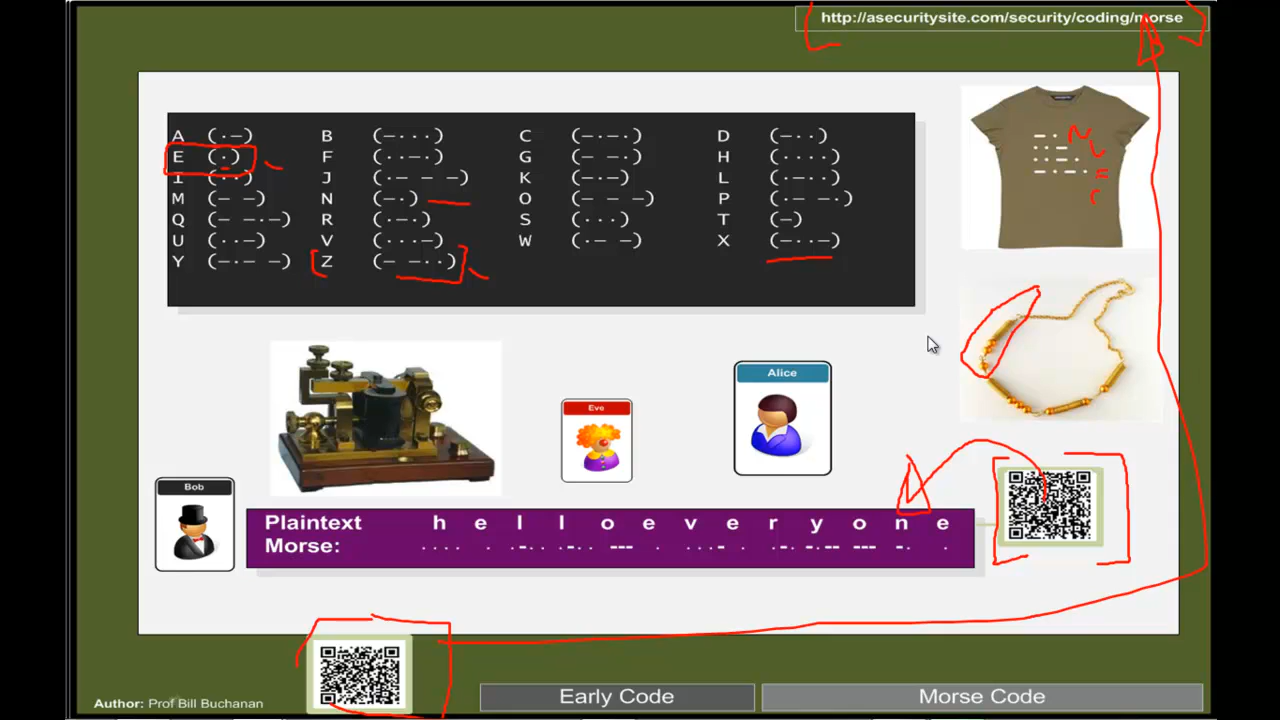 http://asecuritysite.com/security/coding/morse
A (·–) B (–···) C (–·–·) D (–··)
E (·) F (··–·) G (– –·) H (····)
I (··) J (·– – –) K (–·–) L (·–··)
M (– –) N (–·) O (– – –) P (·– –·)
Q (– –·–) R (·–·) S (···) T (–)
U (··–) V (···–) W (·– –) X (–··–)
Y (–·– –) Z (– –··)
–· N
··–
··–·
·–·–·
Alice
Eve
Bob
Plaintext h e l l o e v e r y o n e
Morse: ···· · ·-·· ·-·· --- · ···- · ·-· -·-- --- -· ·
Author: Prof Bill Buchanan
Early Code
Morse Code